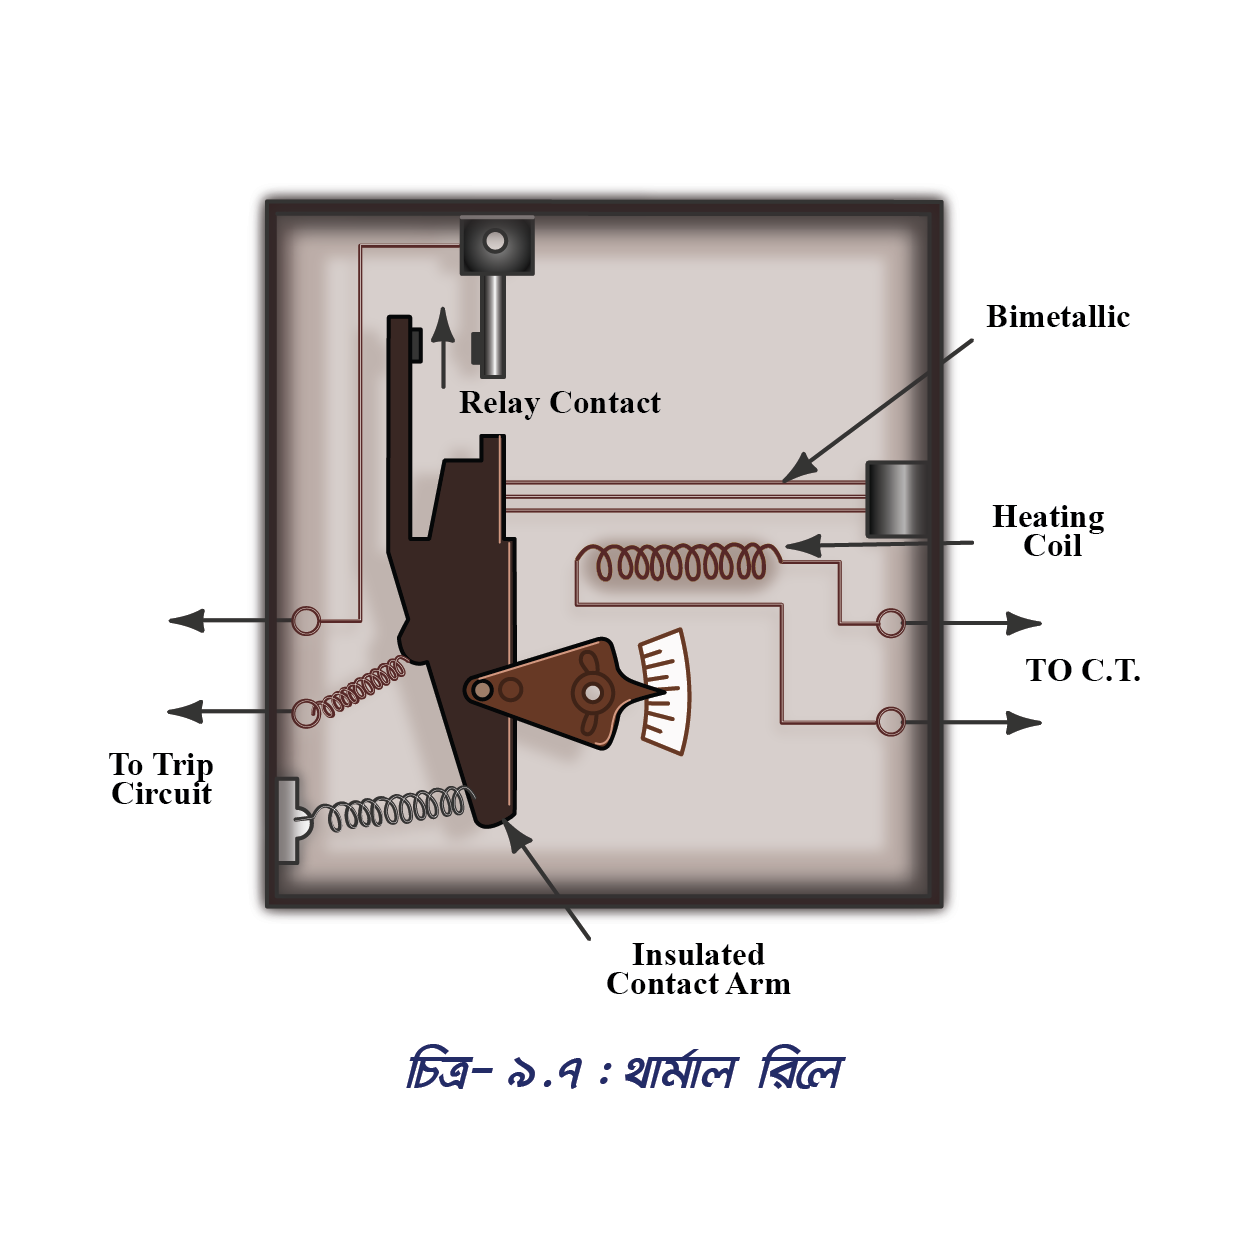 Bimetallic
Relay Contact
Heating
Coil
TO C.T.
To Trip
Circuit
Insulated
Contact Arm
চিত্র- ৯.৭ : থার্মাল রিলে